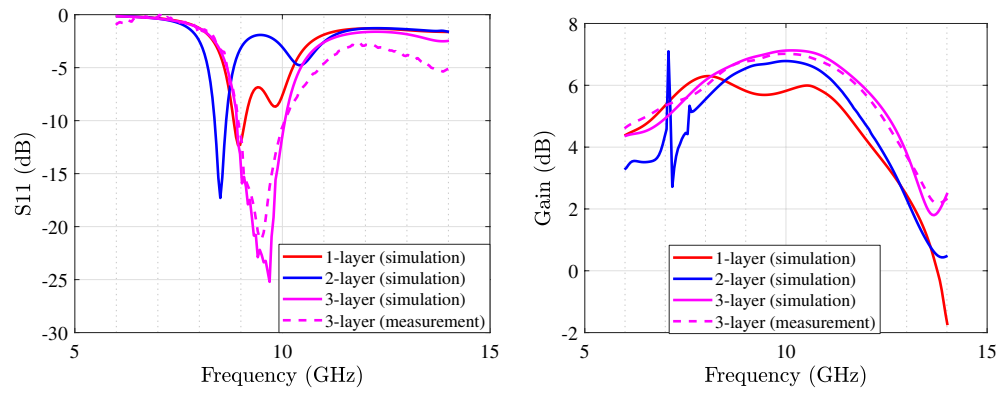 0
-5
-10
-15
-20
-25
-30
5
10
15
S11 (dB)
Frequency (GHz)
1-layer (simulation)
2-layer (simulation)
3-layer (simulation)
3-layer (measurement)
8
6
4
2
0
-2
5
10
15
Gain (dB)
Frequency (GHz)
1-layer (simulation)
2-layer (simulation)
3-layer (simulation)
3-layer (measurement)